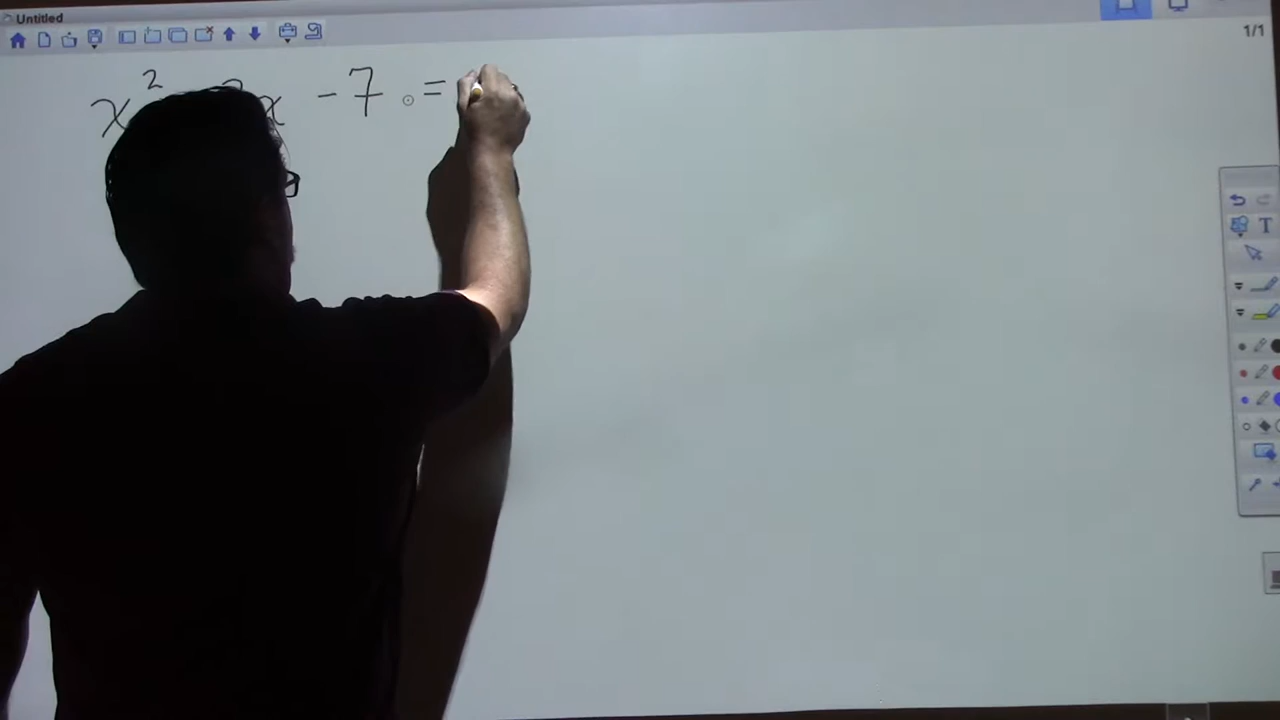 Untitled
1/1
x² x - 7 =
T